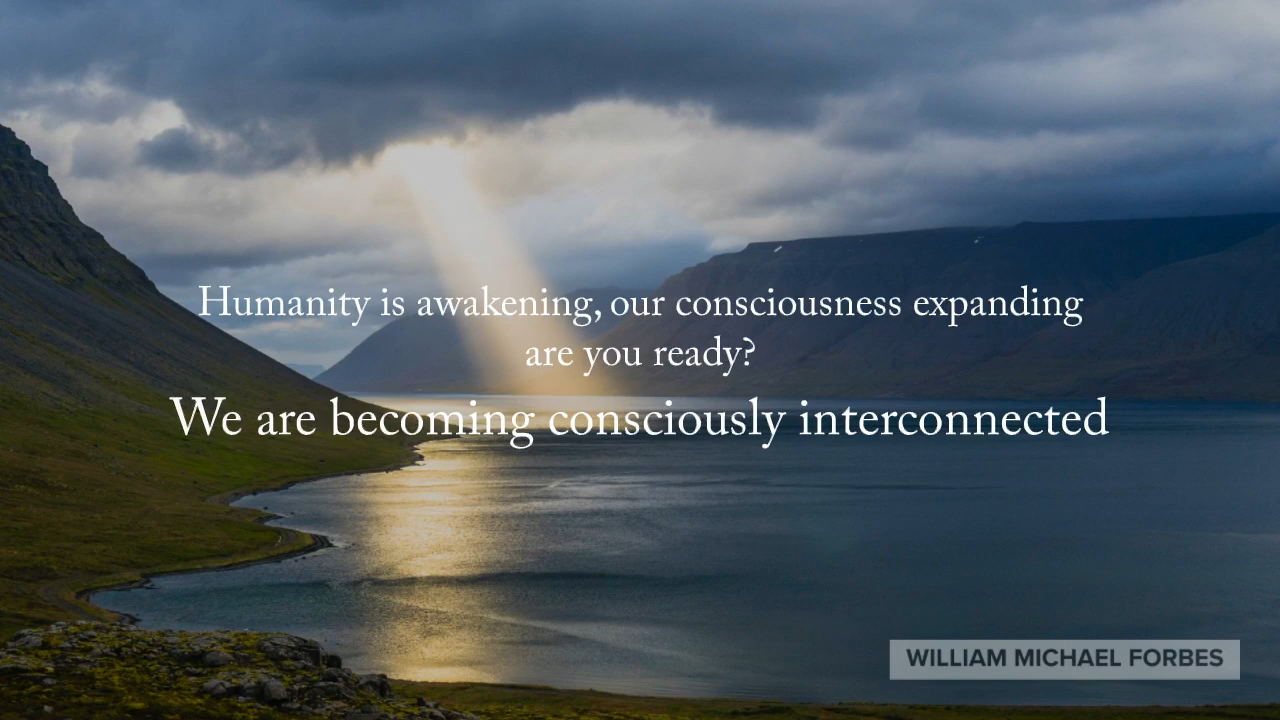 Humanity is awakening, our consciousness expanding
are you ready?
We are becoming consciously interconnected
WILLIAM MICHAEL FORBES